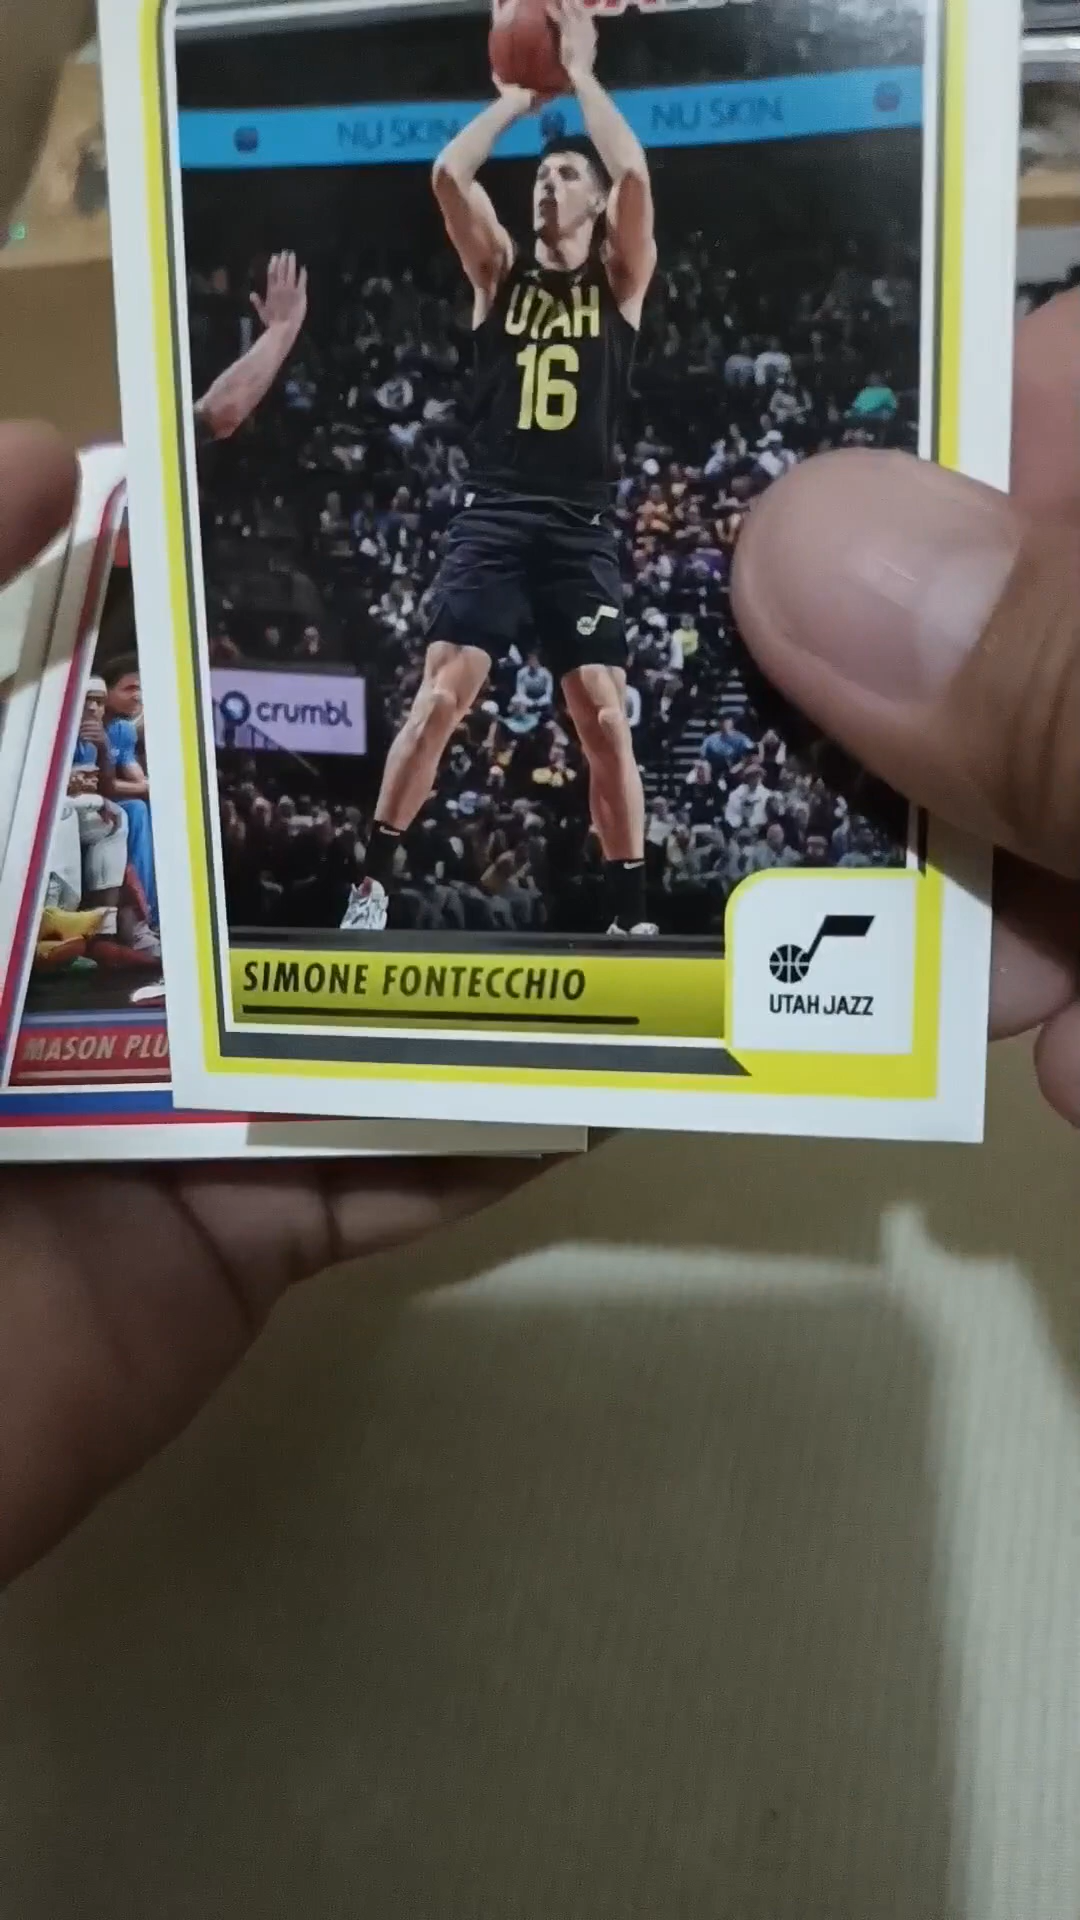 NU SKIN NU SKIN
UTAH
16
crumbl
SIMONE FONTECCHIO
UTAH JAZZ
MASON PLU